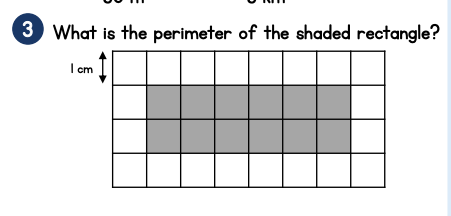 3 What is the perimeter of the shaded rectangle?
1 cm